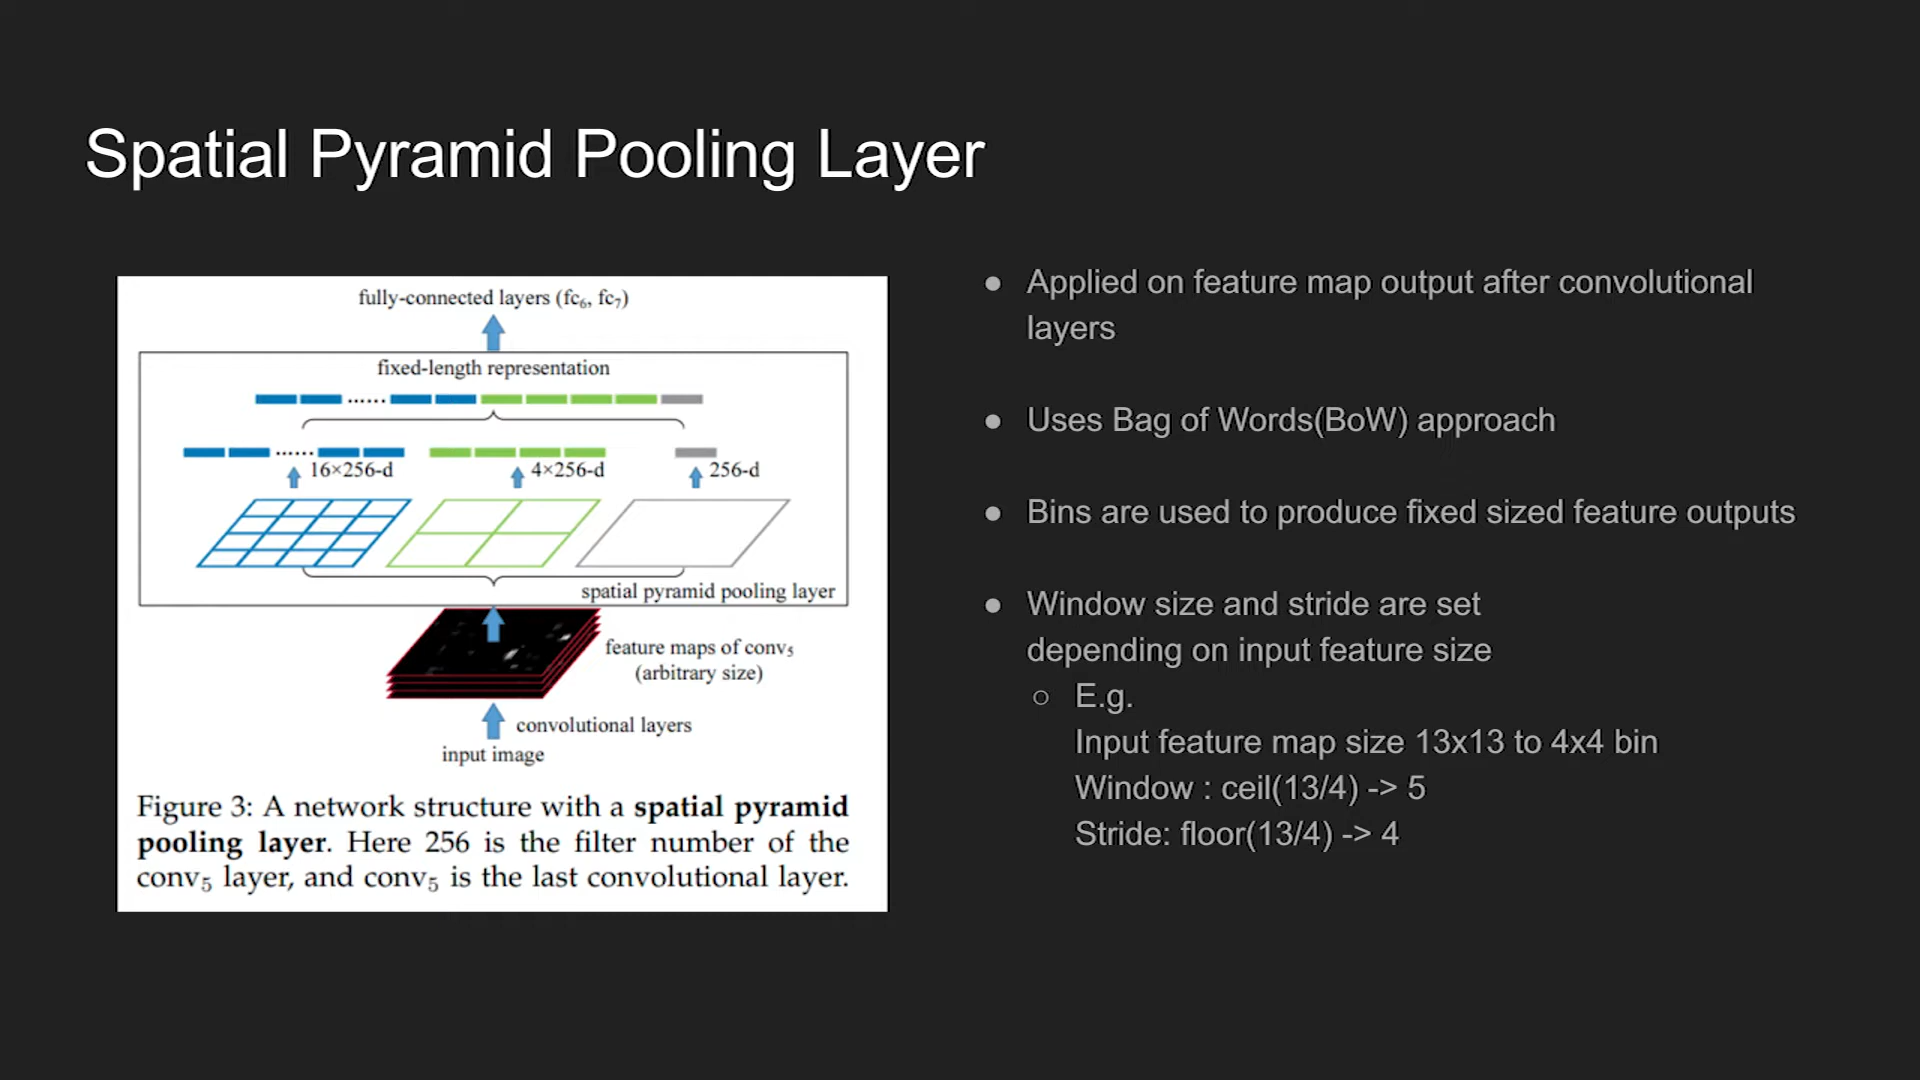 Spatial Pyramid Pooling Layer
fully-connected layers (fc₆, fc₇)
fixed-length representation
......
......
16×256-d
4×256-d
256-d
spatial pyramid pooling layer
feature maps of conv₅
(arbitrary size)
convolutional layers
input image
Figure 3: A network structure with a spatial pyramid
pooling layer. Here 256 is the filter number of the
conv₅ layer, and conv₅ is the last convolutional layer.
● Applied on feature map output after convolutional
layers
● Uses Bag of Words(BoW) approach
● Bins are used to produce fixed sized feature outputs
● Window size and stride are set
depending on input feature size
○ E.g.
Input feature map size 13x13 to 4x4 bin
Window : ceil(13/4) -> 5
Stride: floor(13/4) -> 4